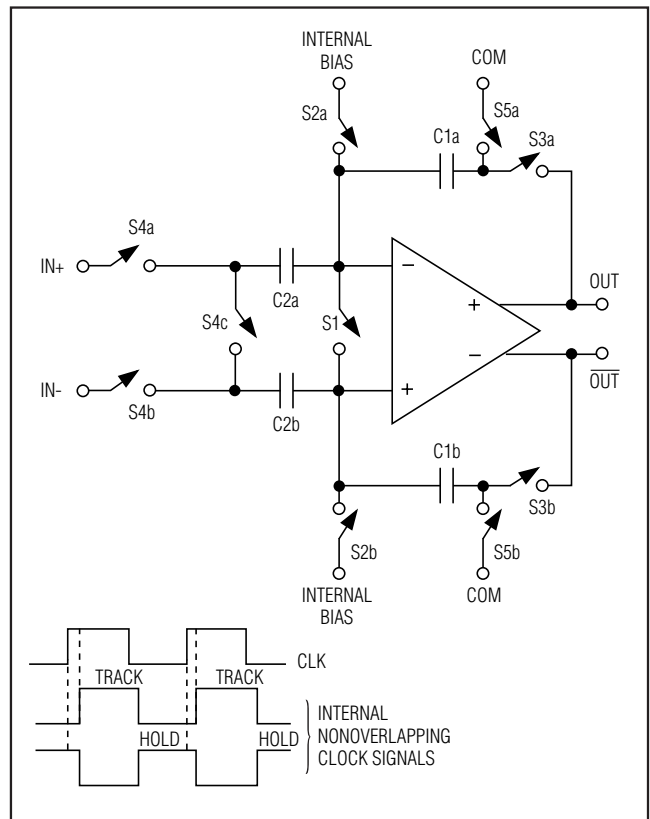 INTERNAL
BIAS
COM
S2a
S5a
C1a
S3a
S4a
IN+
C2a
OUT
S4c
S1
−
+
+
−
IN-
S4b
C2b
OUT
C1b
S3b
S2b
S5b
INTERNAL
BIAS
COM
CLK
TRACK
TRACK
HOLD
HOLD
INTERNAL
NONOVERLAPPING
CLOCK SIGNALS